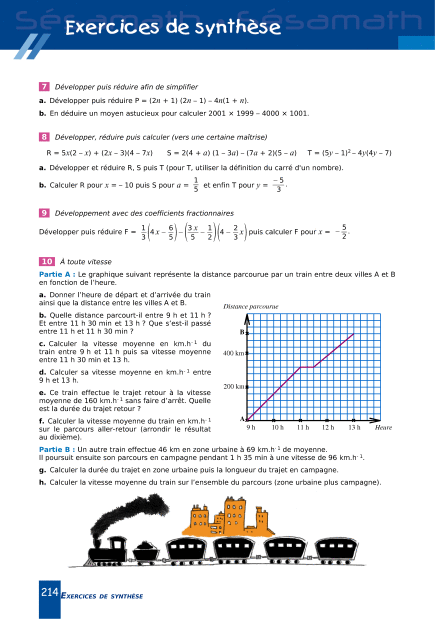 Sésamath - Sésamath
Exercices de synthèse
7 Développer puis réduire afin de simplifier
a. Développer puis réduire P = (2n + 1) (2n – 1) – 4n(1 + n).
b. En déduire un moyen astucieux pour calculer 2001 × 1999 – 4000 × 1001.
8 Développer, réduire puis calculer (vers une certaine maîtrise)
R = 5x(2 – x) + (2x – 3)(4 – 7x) S = 2(4 + a) (1 – 3a) – (7a + 2)(5 – a) T = (5y – 1)² – 4y(4y – 7)
a. Développer et réduire R, S puis T (pour T, utiliser la définition du carré d'un nombre).
b. Calculer R pour x = – 10 puis S pour a = 1/5 et enfin T pour y = –5/3.
9 Développement avec des coefficients fractionnaires
Développer puis réduire F = 1/3(4x – 6/5) – (3x/5 – 1/2)(4 – 2/3 x) puis calculer F pour x = – 5/2.
10 À toute vitesse
Partie A : Le graphique suivant représente la distance parcourue par un train entre deux villes A et B
en fonction de l'heure.
a. Donner l'heure de départ et d'arrivée du train
ainsi que la distance entre les villes A et B.
b. Quelle distance parcourt-il entre 9 h et 11 h ?
Et entre 11 h 30 min et 13 h ? Que s'est-il passé
entre 11 h et 11 h 30 min ?
c. Calculer la vitesse moyenne en km.h⁻¹ du
train entre 9 h et 11 h puis sa vitesse moyenne
entre 11 h 30 min et 13 h.
d. Calculer sa vitesse moyenne en km.h⁻¹ entre
9 h et 13 h.
e. Ce train effectue le trajet retour à la vitesse
moyenne de 160 km.h⁻¹ sans faire d'arrêt. Quelle
est la durée du trajet retour ?
f. Calculer la vitesse moyenne du train en km.h⁻¹
sur le parcours aller-retour (arrondir le résultat
au dixième).
Distance parcourue
B
400 km
200 km
A
9 h 10 h 11 h 12 h 13 h Heure
Partie B : Un autre train effectue 46 km en zone urbaine à 69 km.h⁻¹ de moyenne.
Il poursuit ensuite son parcours en campagne pendant 1 h 35 min à une vitesse de 96 km.h⁻¹.
g. Calculer la durée du trajet en zone urbaine puis la longueur du trajet en campagne.
h. Calculer la vitesse moyenne du train sur l'ensemble du parcours (zone urbaine plus campagne).
214 EXERCICES DE SYNTHÈSE